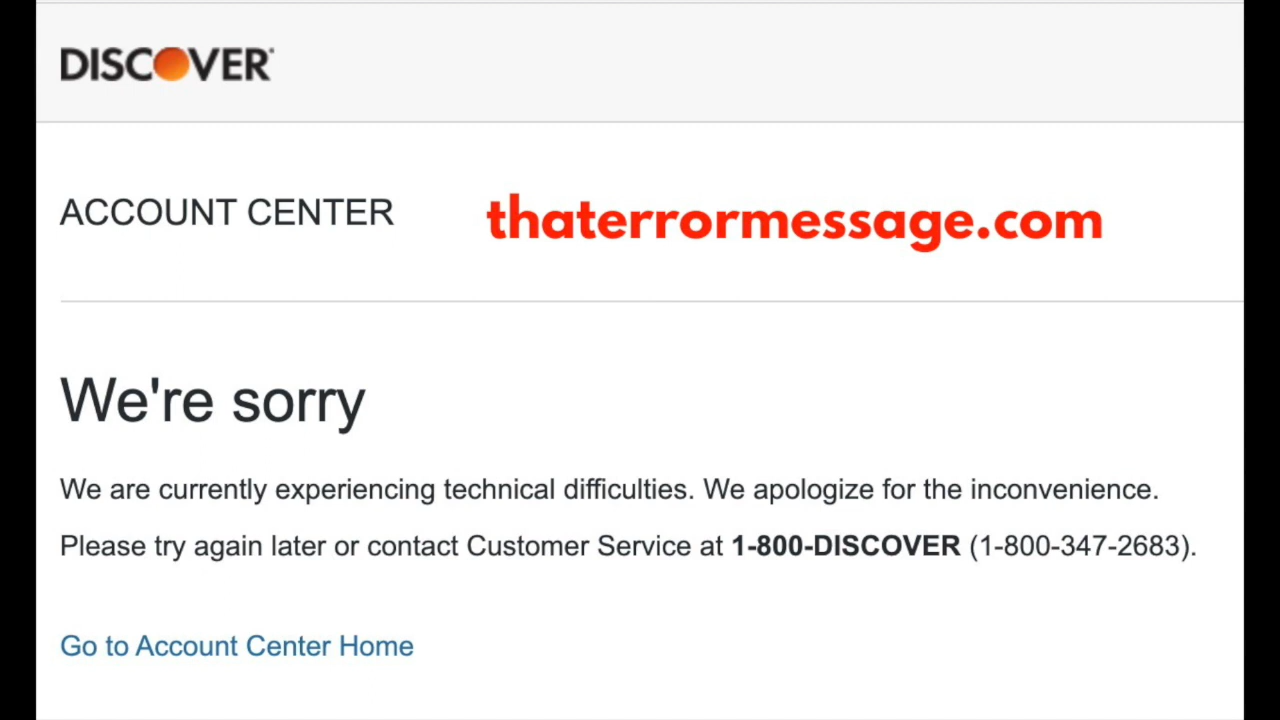 DISCOVER
ACCOUNT CENTER
thaterrormessage.com
We're sorry
We are currently experiencing technical difficulties. We apologize for the inconvenience.
Please try again later or contact Customer Service at 1-800-DISCOVER (1-800-347-2683).
Go to Account Center Home